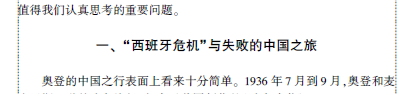 值得我们认真思考的重要问题。
一、“西班牙危机”与失败的中国之旅
奥登的中国之行表面上看来十分简单。1936 年 7 月到 9 月,奥登和麦